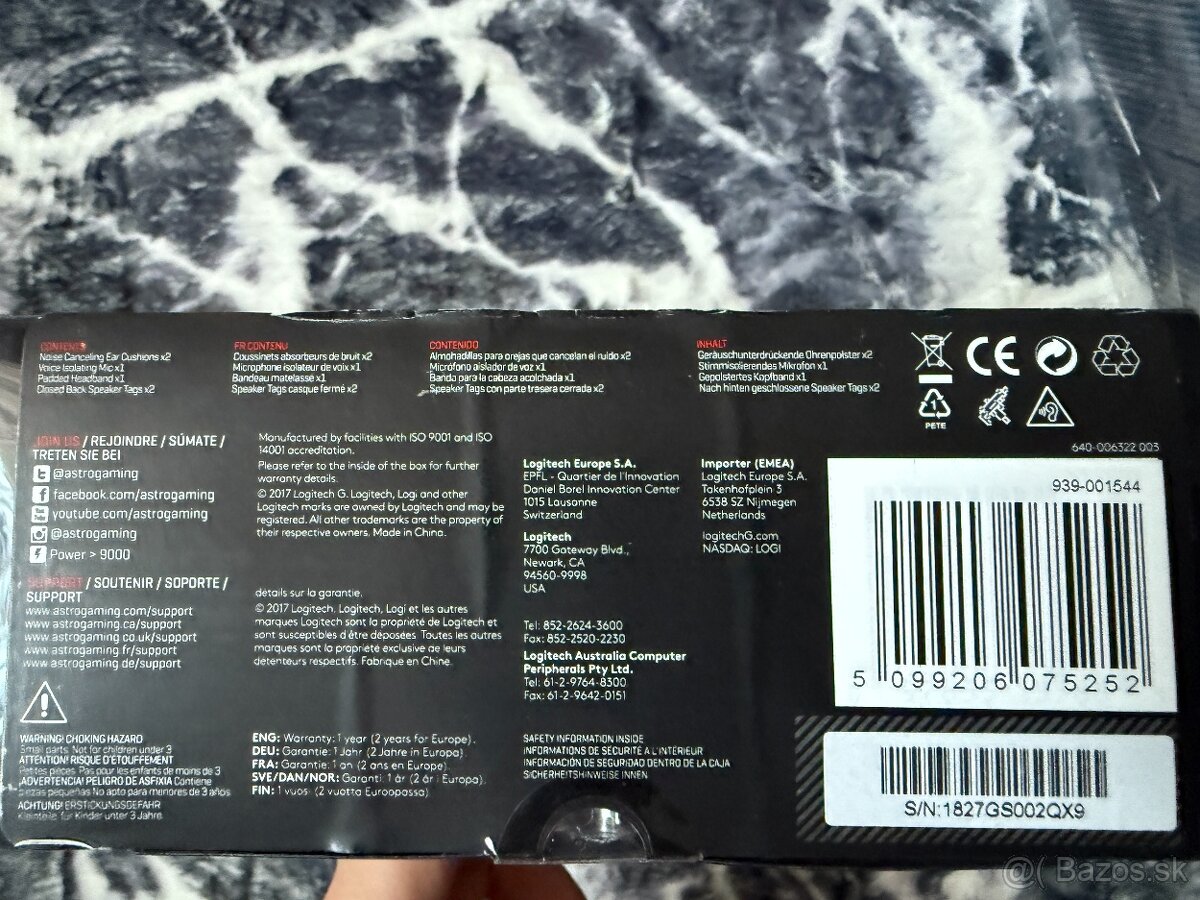 CONTENTS
Noise Canceling Ear Cushions x2
Voice Isolating Mic x1
Padded Headband x1
Closed Back Speaker Tags x2
FR CONTENU
Coussinets absorbeurs de bruit x2
Microphone isolateur de voix x1
Bandeau matelasse x1
Speaker Tags casque fermé x2
CONTENIDO
Almohadillas para orejas que cancelan el ruido x2
Micrófono aislador de voz x1
Banda para la cabeza acolchada x1
Speaker Tags con parte trasera cerrada x2
INHALT
Geräuschunterdrückende Ohrenpolster x2
Stimmisolierendes Mikrofon x1
Gepolstertes Kopfband x1
Nach hinten geschlossene Speaker Tags x2
CE
1
PETE
640-006322 003
JOIN US / REJOINDRE / SÚMATE /
TRETEN SIE BEI
@astrogaming
facebook.com/astrogaming
youtube.com/astrogaming
@astrogaming
Power > 9000
SUPPORT / SOUTENIR / SOPORTE /
SUPPORT
www.astrogaming.com/support
www.astrogaming.ca/support
www.astrogaming.co.uk/support
www.astrogaming.fr/support
www.astrogaming.de/support
WARNING! CHOKING HAZARD
Small parts. Not for children under 3
ATTENTION! RISQUE D'ÉTOUFFEMENT
Petites pièces. Pas pour les enfants de moins de 3
¡ADVERTENCIA! PELIGRO DE ASFIXIA Contiene
piezas pequeñas No apto para menores de 3 años
ACHTUNG! ERSTICKUNGSGEFAHR
Kleinteile für Kinder unter 3 Jahre
Manufactured by facilities with ISO 9001 and ISO
14001 accreditation.
Please refer to the inside of the box for further
warranty details.
© 2017 Logitech G. Logitech, Logi and other
Logitech marks are owned by Logitech and may be
registered. All other trademarks are the property of
their respective owners. Made in China.
détails sur la garantie.
© 2017 Logitech. Logitech, Logi et les autres
marques Logitech sont la propriété de Logitech et
sont susceptibles d'être déposées. Toutes les autres
marques sont la propriété exclusive de leurs
détenteurs respectifs. Fabriqué en Chine.
ENG: Warranty: 1 year (2 years for Europe).
DEU: Garantie: 1 Jahr (2 Jahre in Europa)
FRA: Garantie: 1 an (2 ans en Europe).
SVE/DAN/NOR: Garanti: 1 år (2 år i Europa).
FIN: 1 vuosi (2 vuotta Euroopassa).
Logitech Europe S.A.
EPFL - Quartier de l'Innovation
Daniel Borel Innovation Center
1015 Lausanne
Switzerland
Logitech
7700 Gateway Blvd.,
Newark, CA
94560-9998
USA
Tel: 852-2624-3600
Fax: 852-2520-2230
Logitech Australia Computer
Peripherals Pty Ltd.
Tel: 61-2-9764-8300
Fax: 61-2-9642-0151
SAFETY INFORMATION INSIDE
INFORMATIONS DE SÉCURITÉ À L'INTÉRIEUR
INFORMACIÓN DE SEGURIDAD DENTRO DE LA CAJA
SICHERHEITSHINWEISE INNEN
Importer (EMEA)
Logitech Europe S.A.
Takenhofplein 3
6538 SZ Nijmegen
Netherlands
logitechG.com
NASDAQ: LOGI
939-001544
5 099206 075252
S/N:1827GS002QX9
@( Bazos.sk